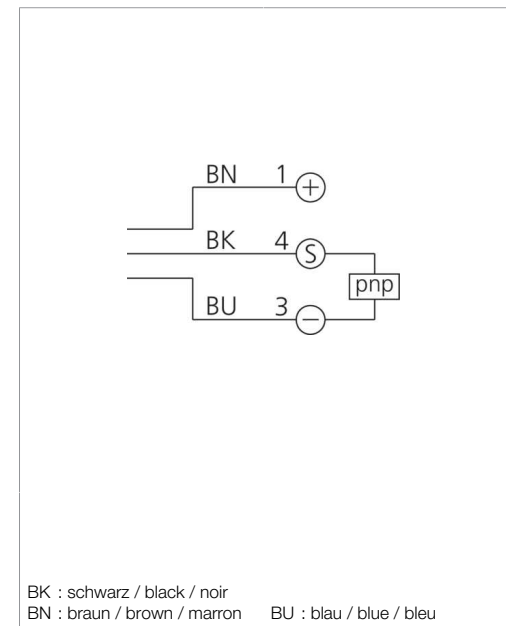 BN 1 +
BK 4 S
pnp
BU 3 −
BK : schwarz / black / noir
BN : braun / brown / marron BU : blau / blue / bleu